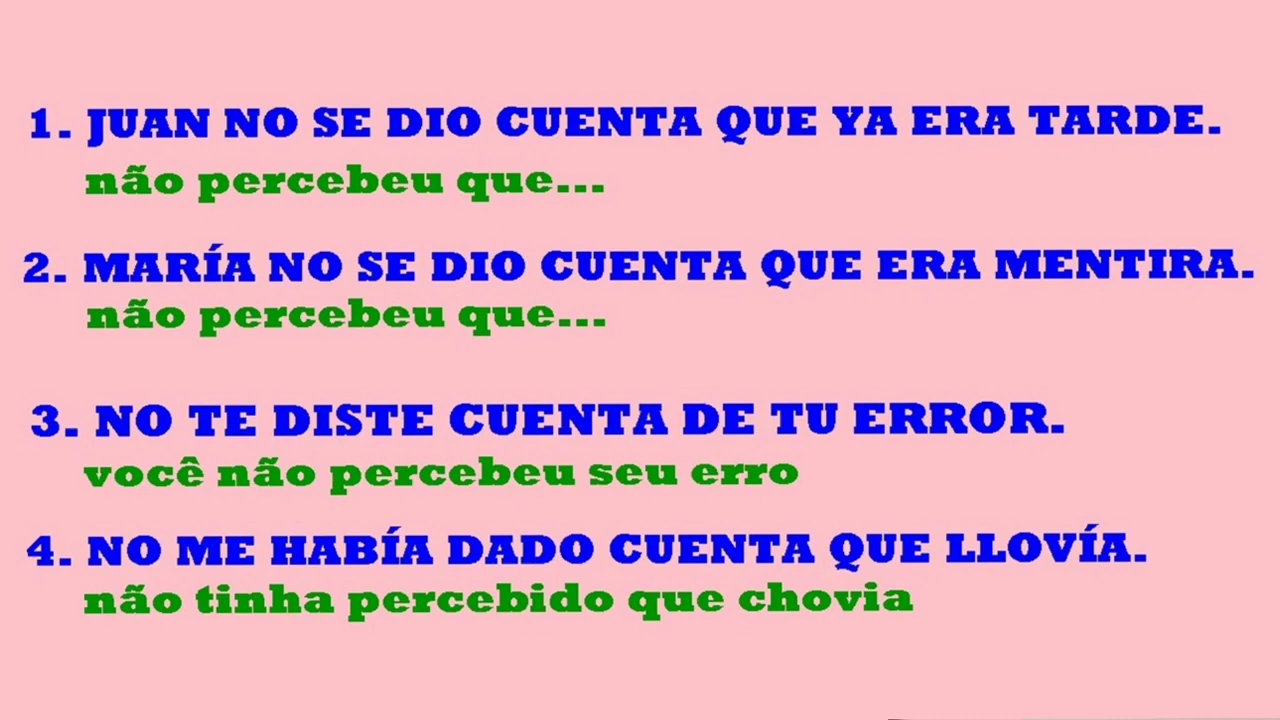 1. JUAN NO SE DIO CUENTA QUE YA ERA TARDE.
não percebeu que...
2. MARÍA NO SE DIO CUENTA QUE ERA MENTIRA.
não percebeu que...
3. NO TE DISTE CUENTA DE TU ERROR.
você não percebeu seu erro
4. NO ME HABÍA DADO CUENTA QUE LLOVÍA.
não tinha percebido que chovia